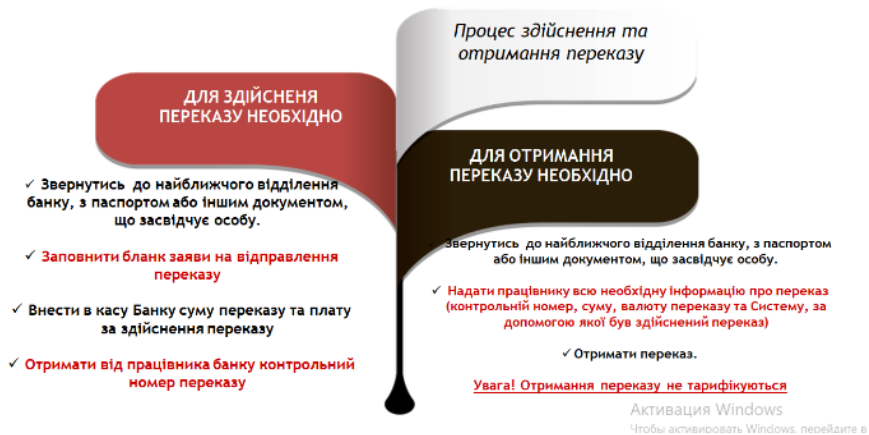 Процес здійснення та
отримання переказу
ДЛЯ ЗДІЙСНЕНЯ
ПЕРЕКАЗУ НЕОБХІДНО
✓ Звернутись до найближчого відділення
банку, з паспортом або іншим документом,
що засвідчує особу.
✓ Заповнити бланк заяви на відправлення
переказу
✓ Внести в касу Банку суму переказу та плату
за здійснення переказу
✓ Отримати від працівника банку контрольний
номер переказу
ДЛЯ ОТРИМАННЯ
ПЕРЕКАЗУ НЕОБХІДНО
Звернутись до найближчого відділення банку, з паспортом
або іншим документом, що засвідчує особу.
✓ Надати працівнику всю необхідну інформацію про переказ
(контрольній номер, суму, валюту переказу та Систему, за
допомогою якої був здійснений переказ)
✓ Отримати переказ.
Увага! Отримання переказу не тарифікуються
Активация Windows
Чтобы активировать Windows, перейдите в